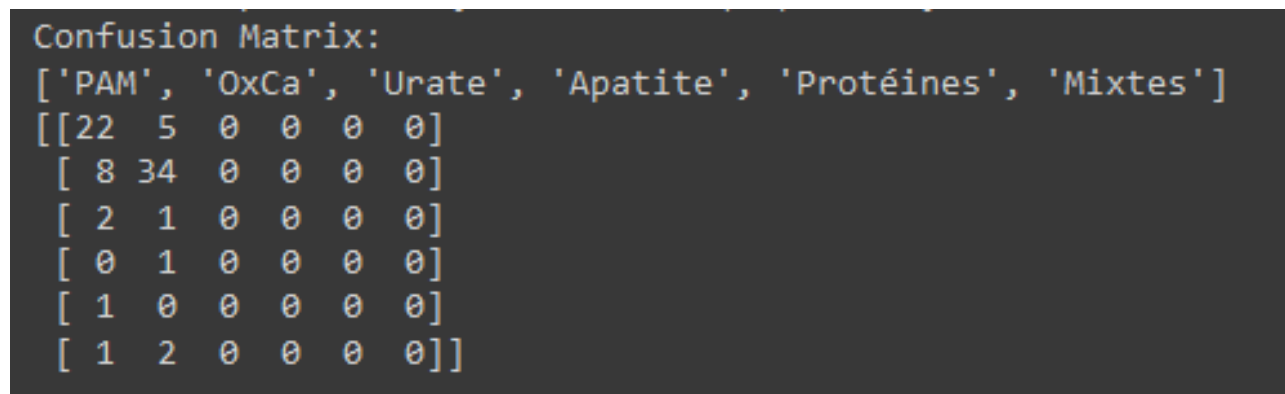 Confusion Matrix:
['PAM', 'OxCa', 'Urate', 'Apatite', 'Protéines', 'Mixtes']
[[22  5  0  0  0  0]
 [ 8 34  0  0  0  0]
 [ 2  1  0  0  0  0]
 [ 0  1  0  0  0  0]
 [ 1  0  0  0  0  0]
 [ 1  2  0  0  0  0]]